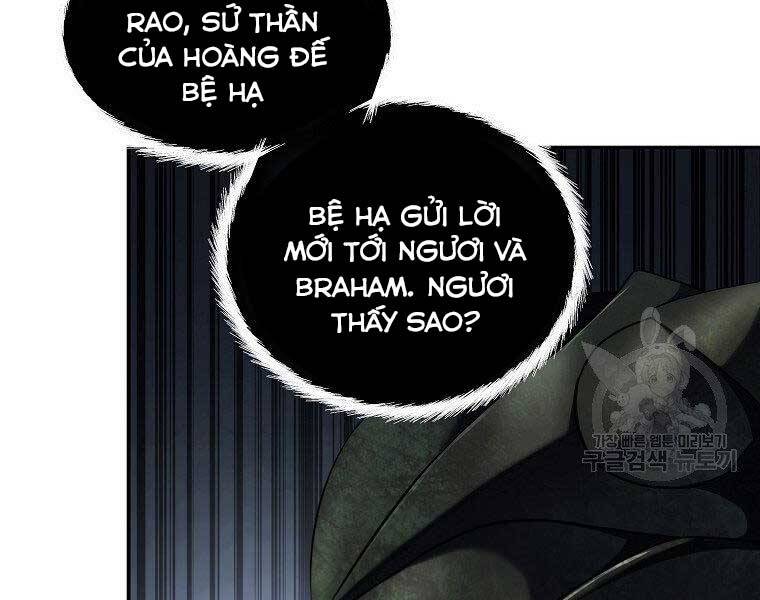 RAO, SỨ THẦN
CỦA HOÀNG ĐẾ
BỆ HẠ
BỆ HẠ GỬI LỜI
MỚI TỚI NGƯƠI VÀ
BRAHAM. NGƯƠI
THẤY SAO?
가장 빠른 웹툰 미리보기
구글검색 뉴토끼